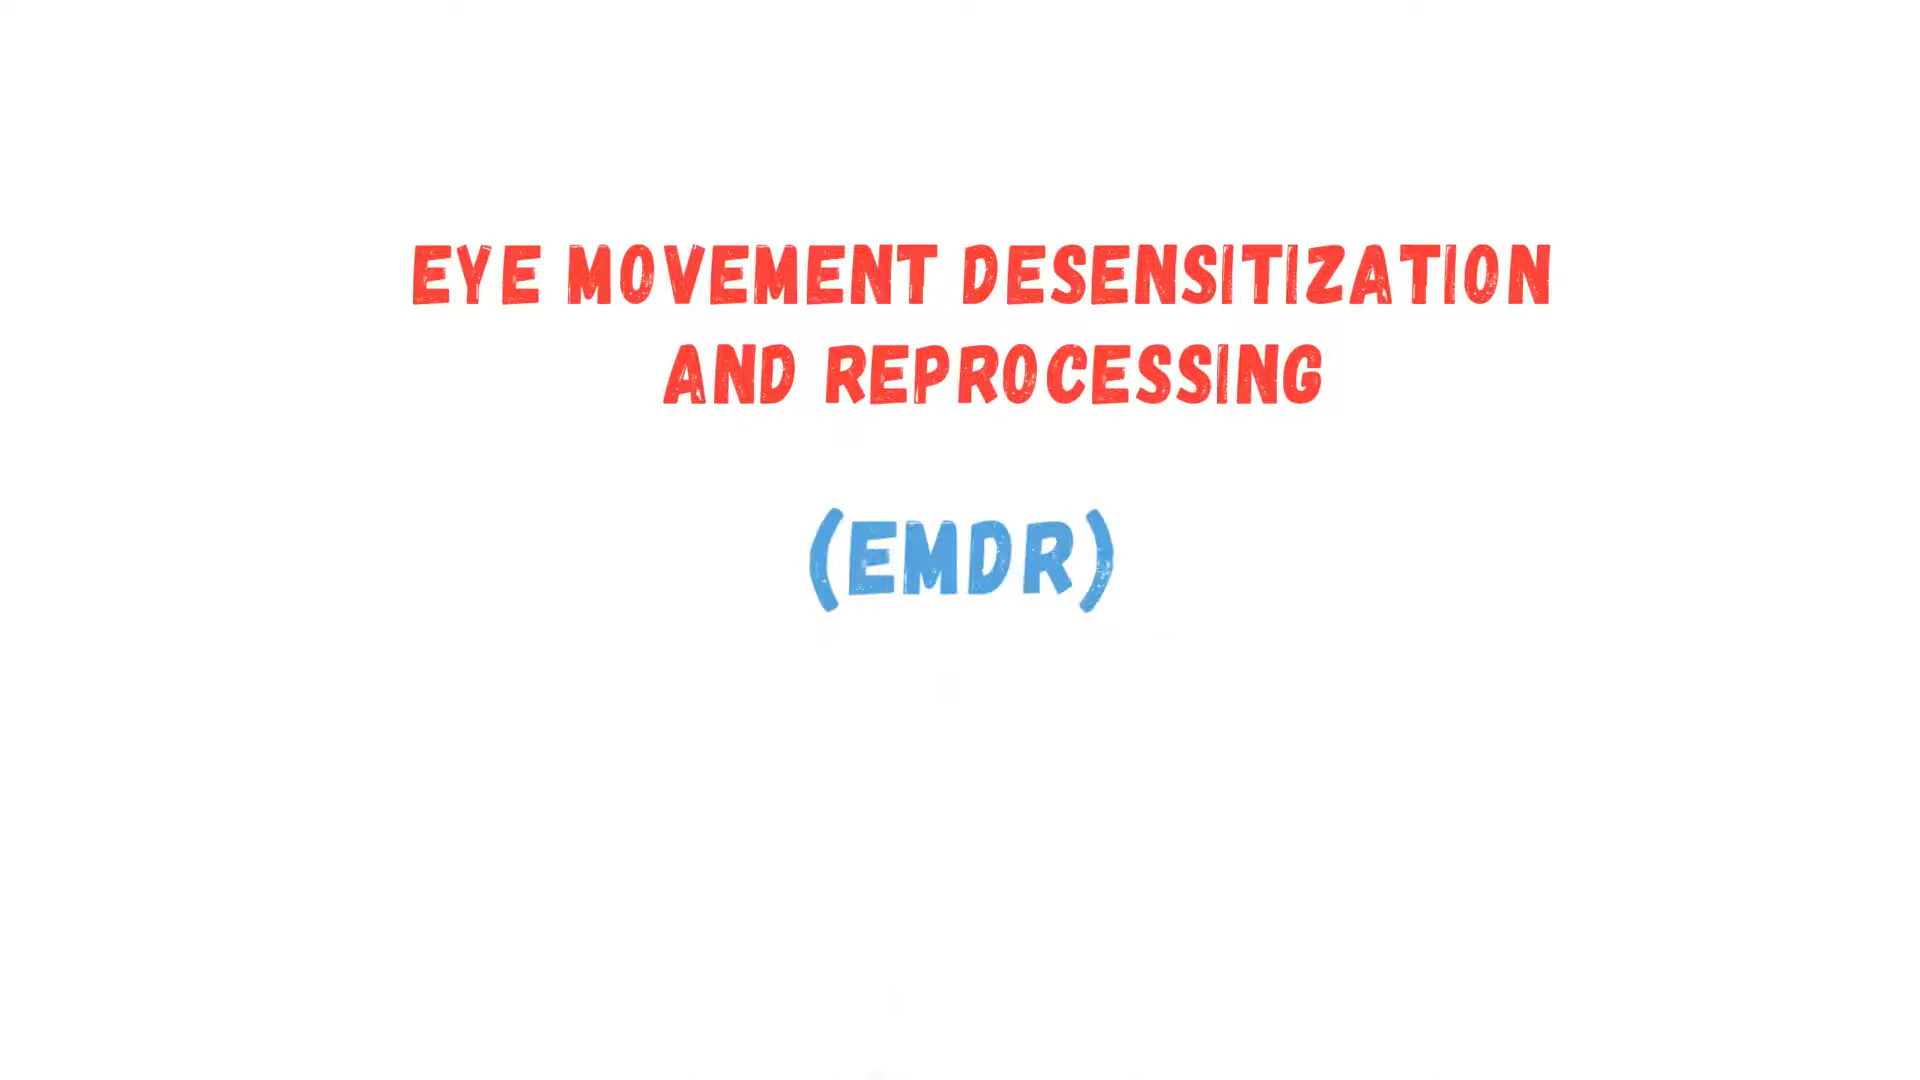 EYE MOVEMENT DESENSITIZATION
AND REPROCESSING
(EMDR)